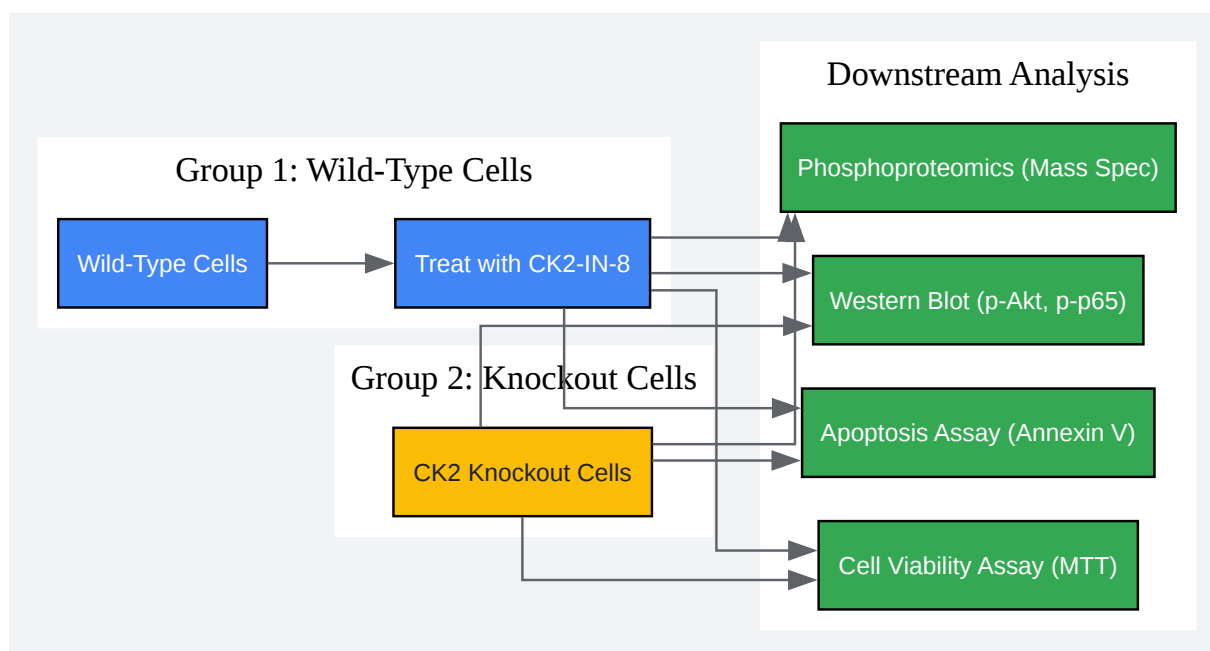 Downstream Analysis
Phosphoproteomics (Mass Spec)
Group 1: Wild-Type Cells
Wild-Type Cells
Treat with CK2-IN-8
Western Blot (p-Akt, p-p65)
Group 2: Knockout Cells
Apoptosis Assay (Annexin V)
CK2 Knockout Cells
Cell Viability Assay (MTT)